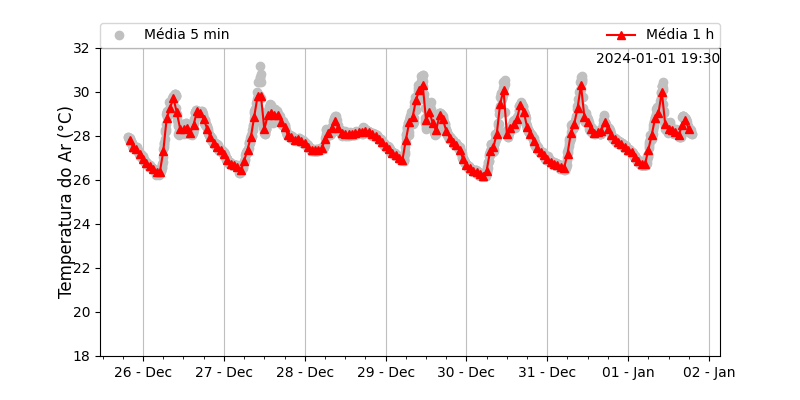 Média 5 min
Média 1 h
2024-01-01 19:30
Temperatura do Ar (°C)
32
30
28
26
24
22
20
18
26 - Dec
27 - Dec
28 - Dec
29 - Dec
30 - Dec
31 - Dec
01 - Jan
02 - Jan